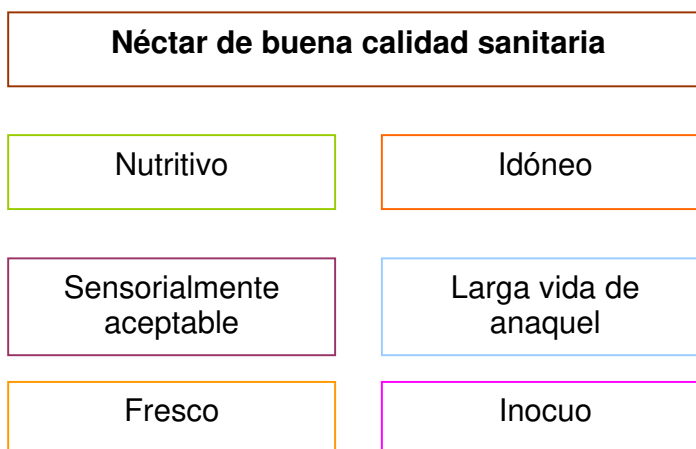 Néctar de buena calidad sanitaria
Nutritivo
Idóneo
Sensorialmente
aceptable
Larga vida de
anaquel
Fresco
Inocuo